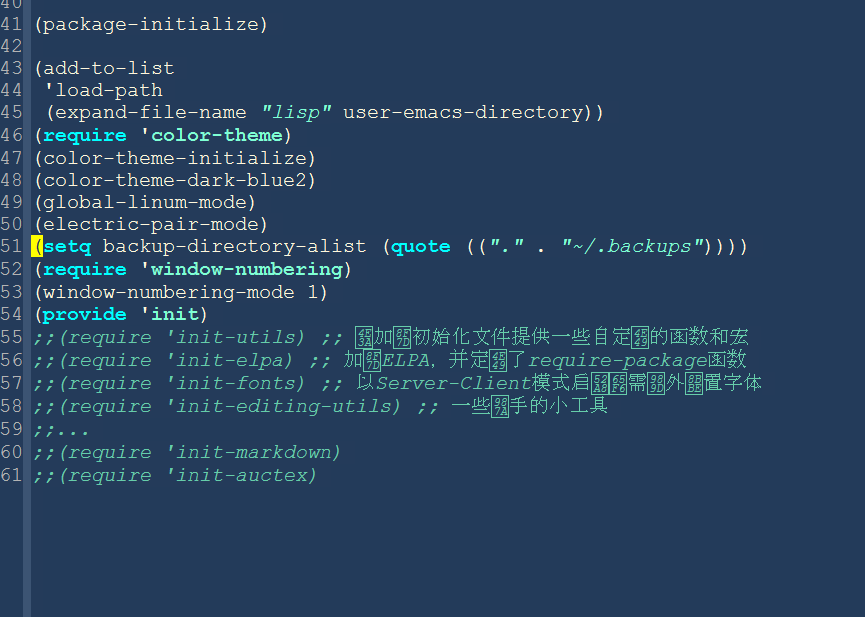 40
41 (package-initialize)
42
43 (add-to-list
44  'load-path
45  (expand-file-name "lisp" user-emacs-directory))
46 (require 'color-theme)
47 (color-theme-initialize)
48 (color-theme-dark-blue2)
49 (global-linum-mode)
50 (electric-pair-mode)
51 (setq backup-directory-alist (quote (("." . "~/.backups"))))
52 (require 'window-numbering)
53 (window-numbering-mode 1)
54 (provide 'init)
55 ;;(require 'init-utils) ;; 加初始化文件提供一些自定的函数和宏
56 ;;(require 'init-elpa) ;; 加ELPA，并定了require-package函数
57 ;;(require 'init-fonts) ;; 以Server-Client模式启需外置字体
58 ;;(require 'init-editing-utils) ;; 一些手的小工具
59 ;;...
60 ;;(require 'init-markdown)
61 ;;(require 'init-auctex)